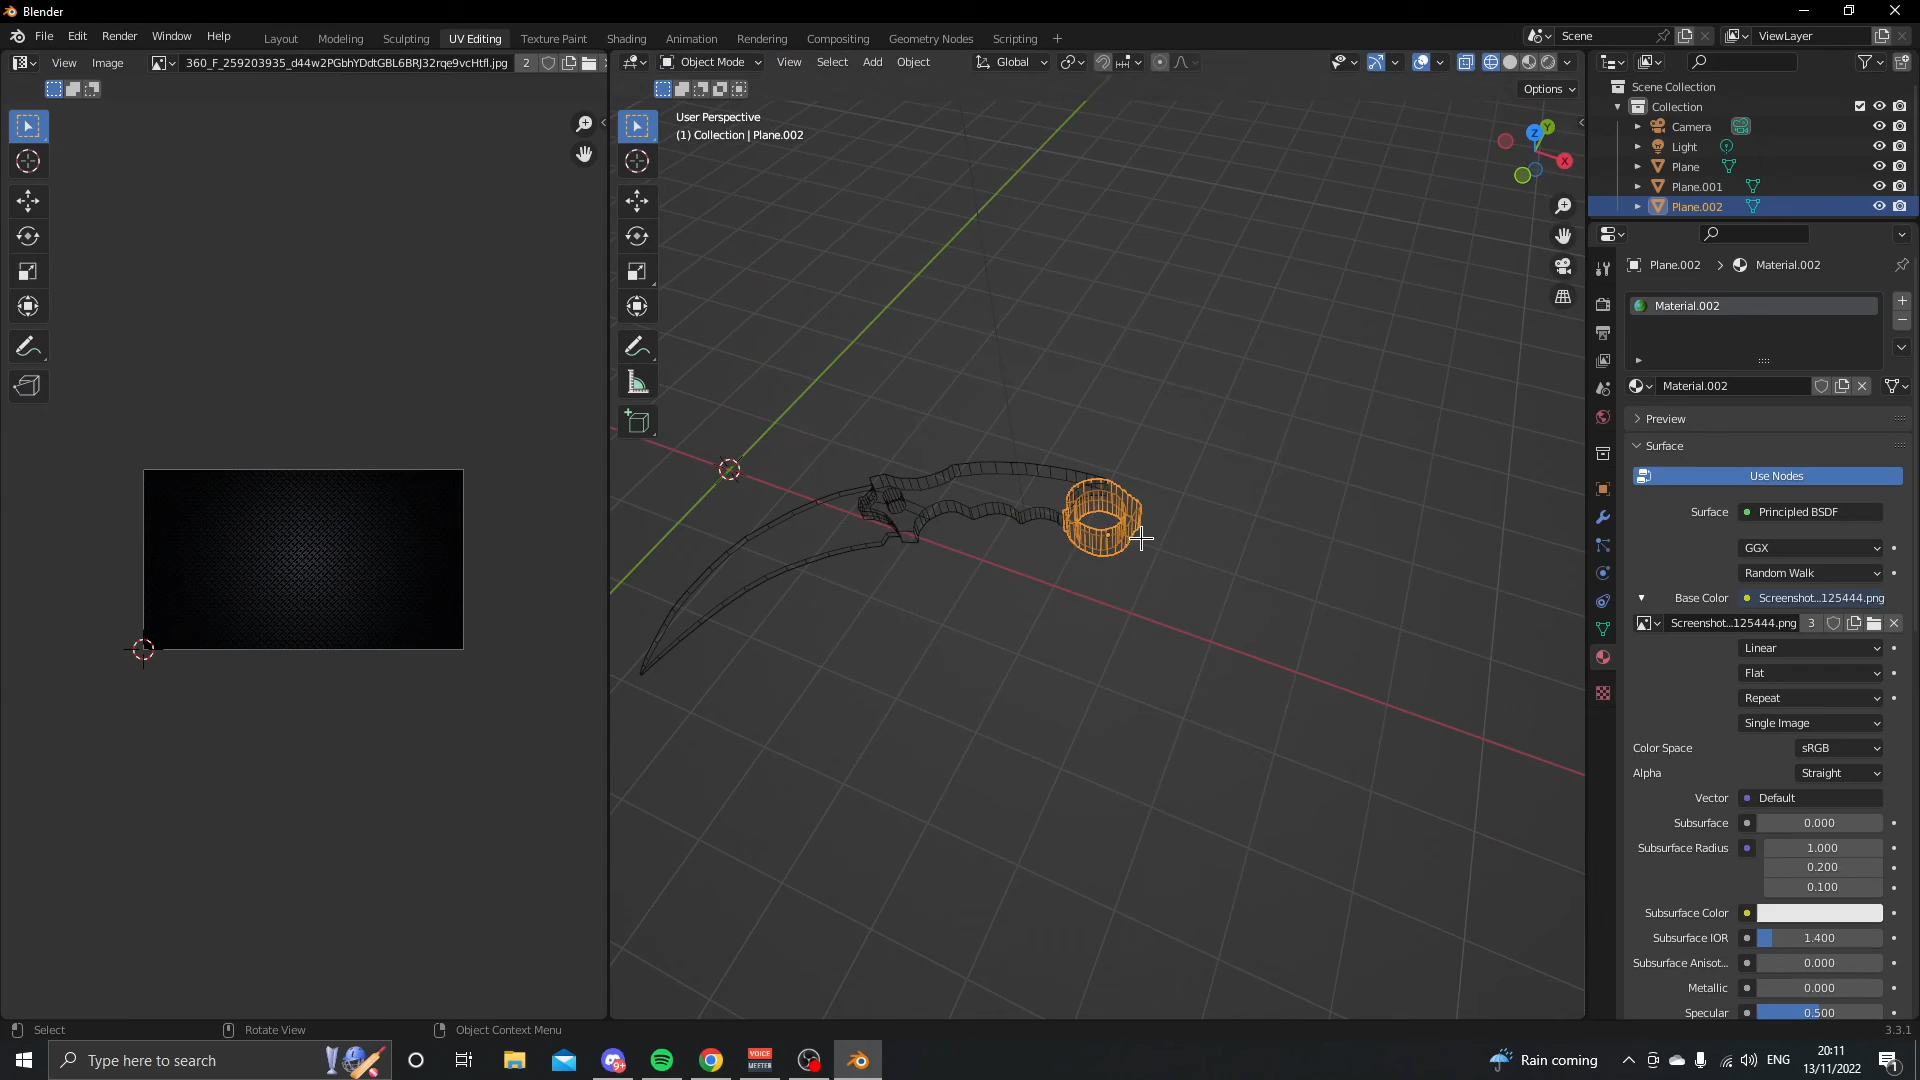 Blender
File Edit Render Window Help
Layout Modeling Sculpting UV Editing Texture Paint Shading Animation Rendering Compositing Geometry Nodes Scripting +
Scene
ViewLayer
View Image
360_F_259203935_d44w2PGbhYDdtGBL6BRJ32rqe9vcHtfl.jpg 2
Object Mode View Select Add Object
Global
Options
User Perspective
(1) Collection | Plane.002
Z
Y
X
Scene Collection
Collection
Camera
Light
Plane
Plane.001
Plane.002
Plane.002 > Material.002
Material.002
Material.002
Preview
Surface
Use Nodes
Surface Principled BSDF
GGX
Random Walk
Base Color Screenshot...125444.png
Screenshot...125444.png 3
Linear
Flat
Repeat
Single Image
Color Space sRGB
Alpha Straight
Vector Default
Subsurface 0.000
Subsurface Radius 1.000
0.200
0.100
Subsurface Color
Subsurface IOR 1.400
Subsurface Anisot... 0.000
Metallic 0.000
Specular 0.500
Select Rotate View Object Context Menu
3.3.1
Type here to search
9+
VOICE
MEETER
Rain coming
ENG
20:11
13/11/2022
1